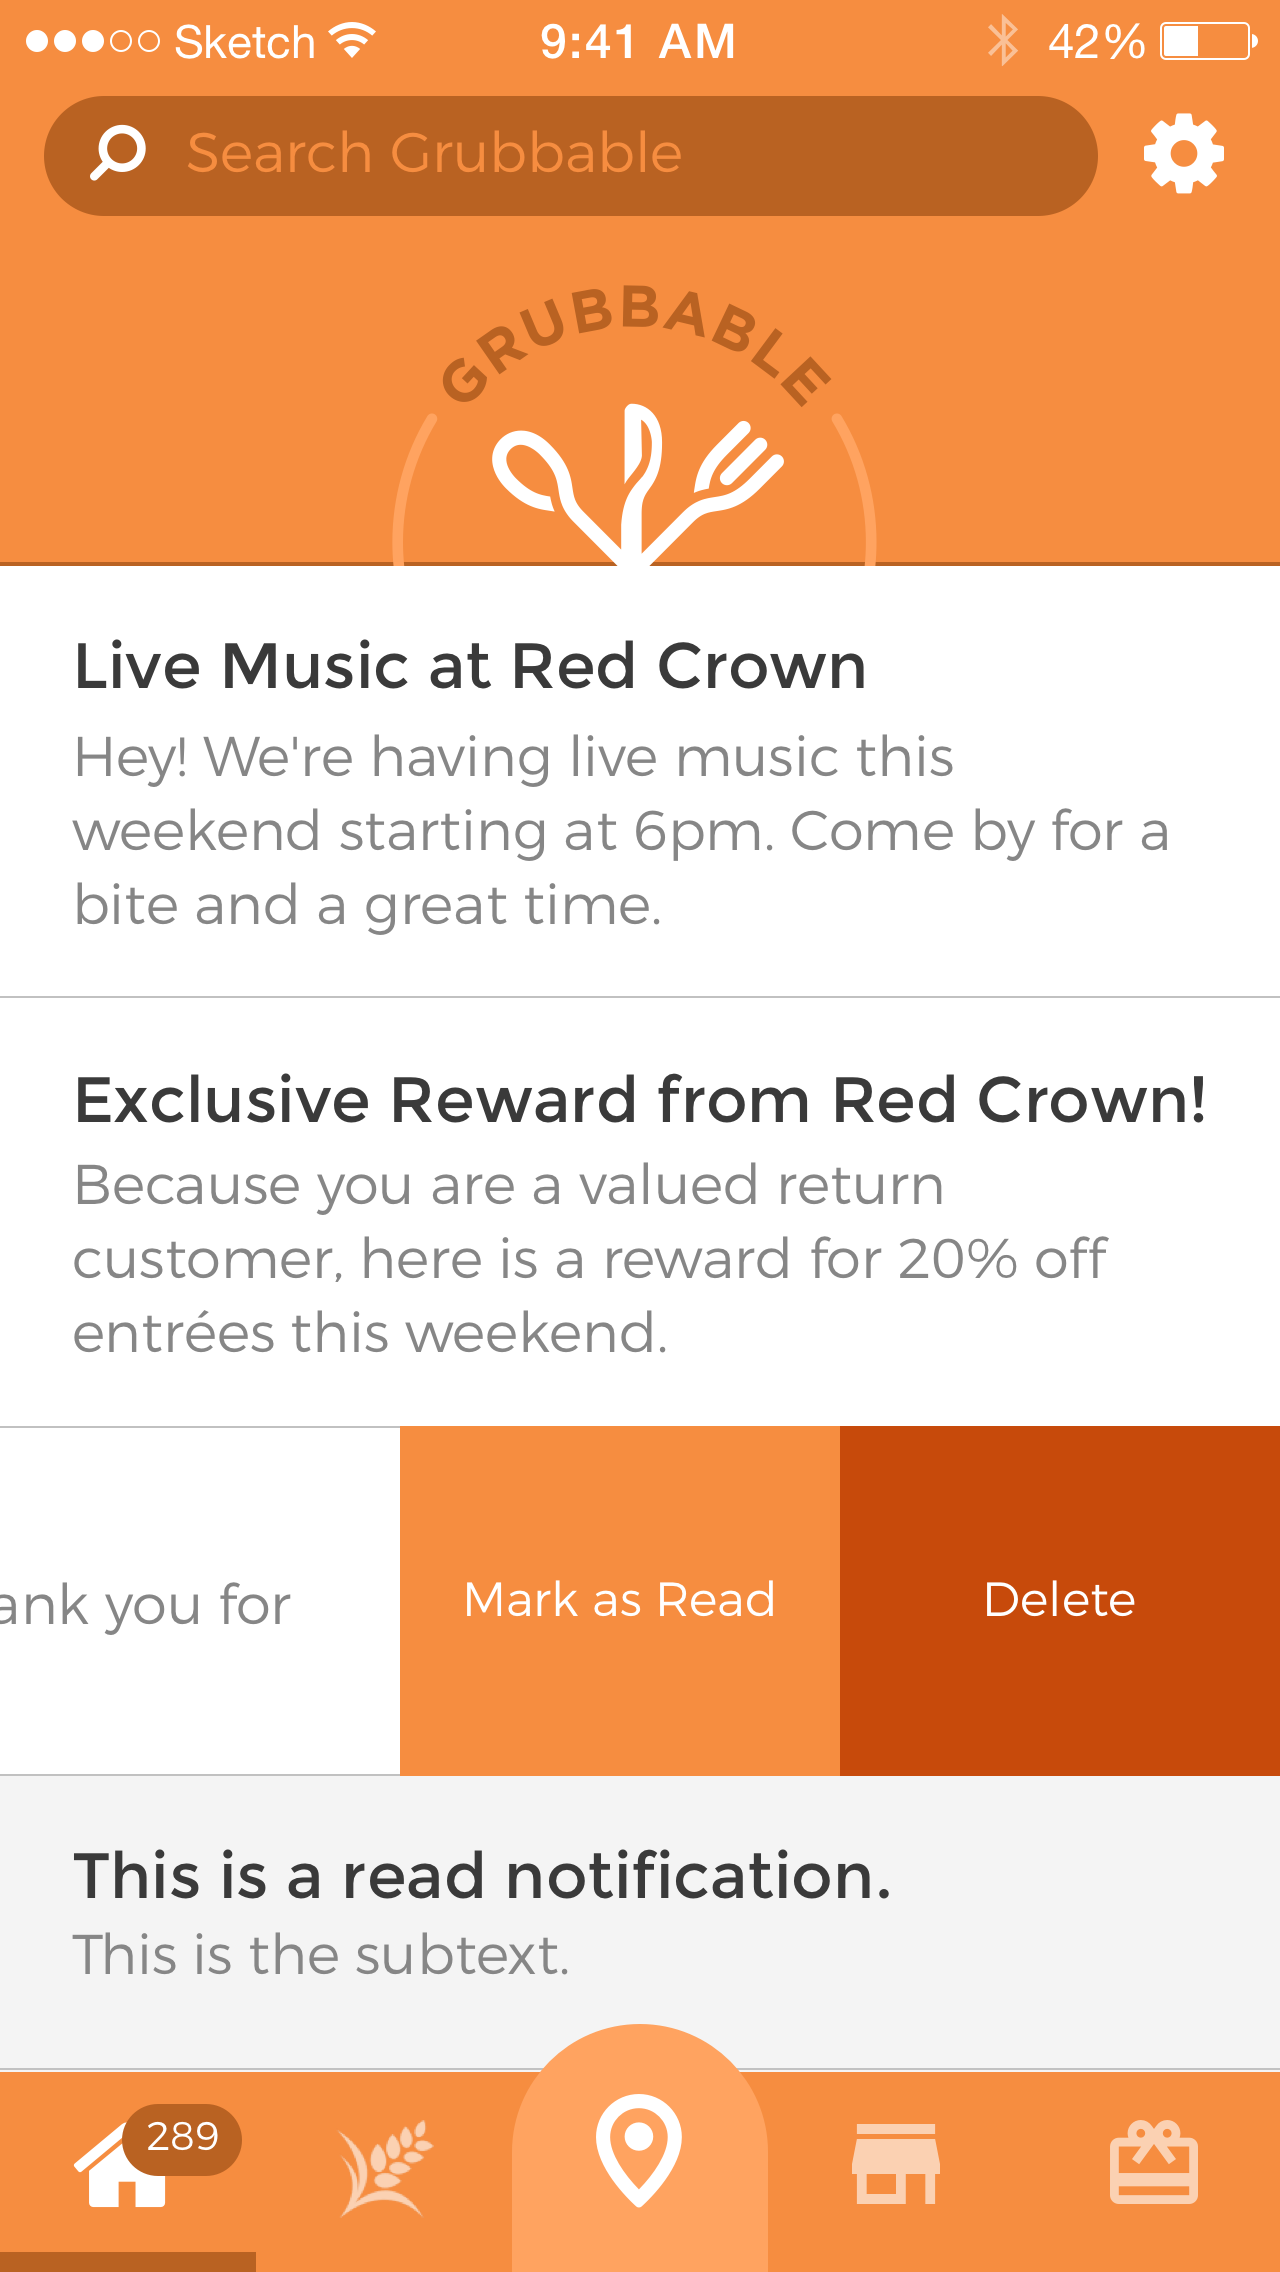 Sketch 9:41 AM 42%
Search Grubbable
GRUBBABLE
Live Music at Red Crown
Hey! We're having live music this
weekend starting at 6pm. Come by for a
bite and a great time.
Exclusive Reward from Red Crown!
Because you are a valued return
customer, here is a reward for 20% off
entrées this weekend.
ank you for
Mark as Read
Delete
This is a read notification.
This is the subtext.
289